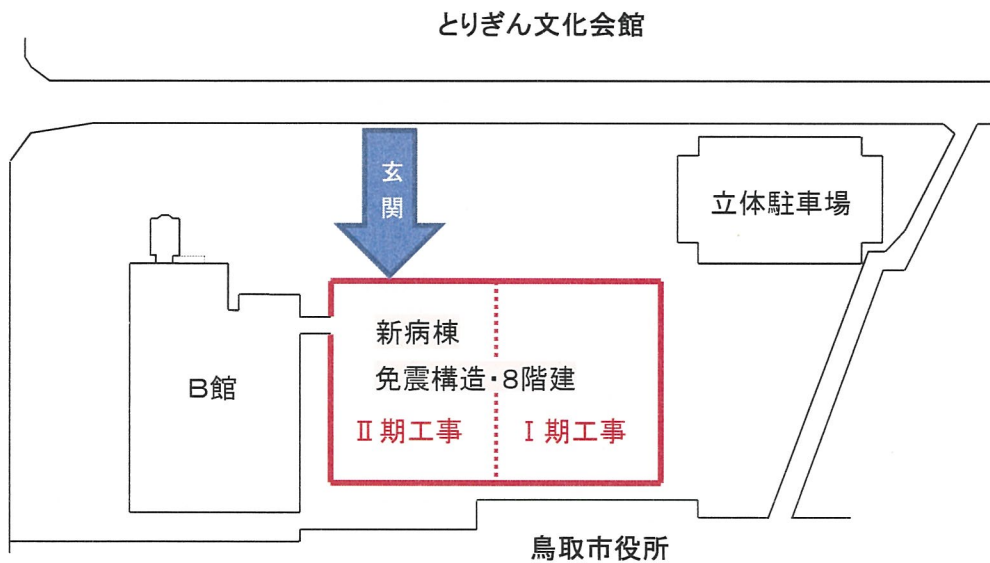 とりぎん文化会館
玄関
立体駐車場
新病棟
免震構造・8階建
B館
Ⅱ期工事
Ⅰ期工事
鳥取市役所